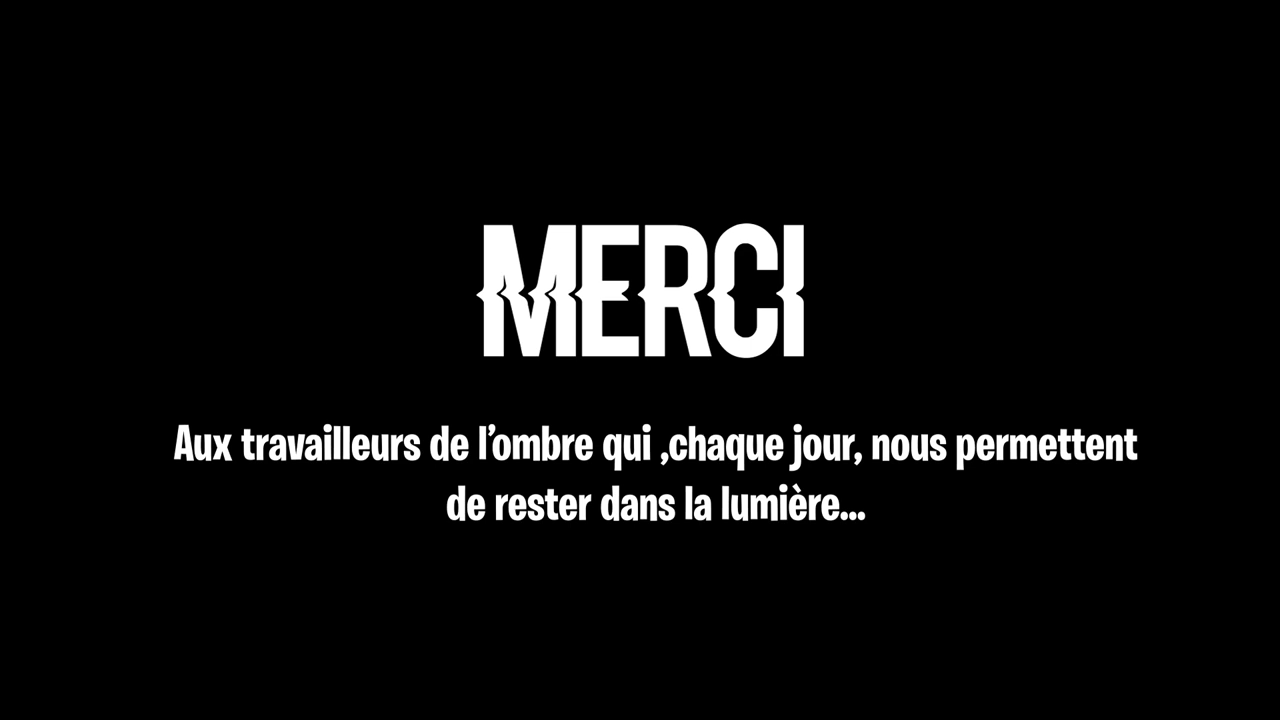 MERCI
Aux travailleurs de l’ombre qui ,chaque jour, nous permettent
de rester dans la lumière...